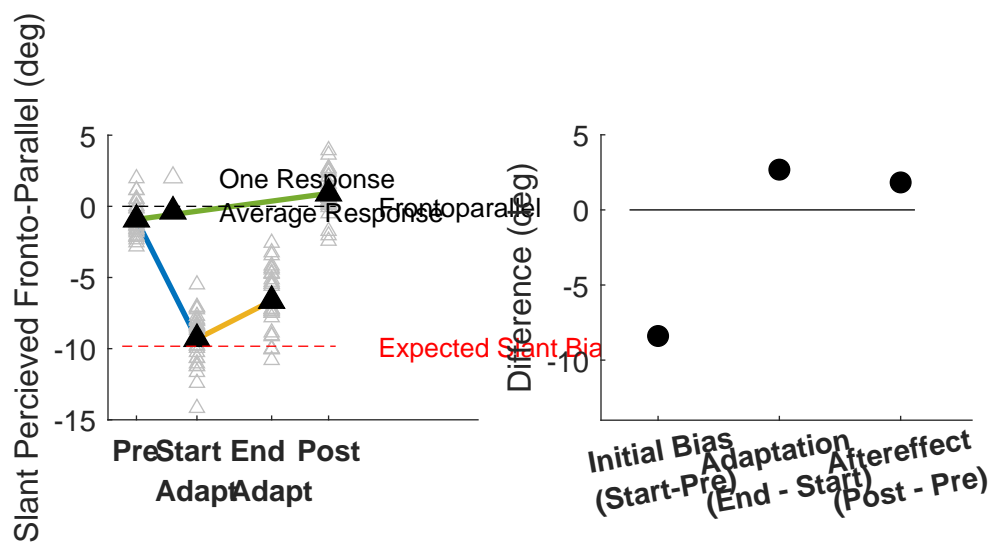 Slant Percieved Fronto-Parallel (deg)
5
0
-5
-10
-15
One Response
Average Response
Frontoparallel
Expected Slant Bia
Pre
Start
Adapt
End
Adapt
Post
Difference (deg)
5
0
-5
-10
Initial Bias
(Start-Pre)
Adaptation
(End - Start)
Aftereffect
(Post - Pre)